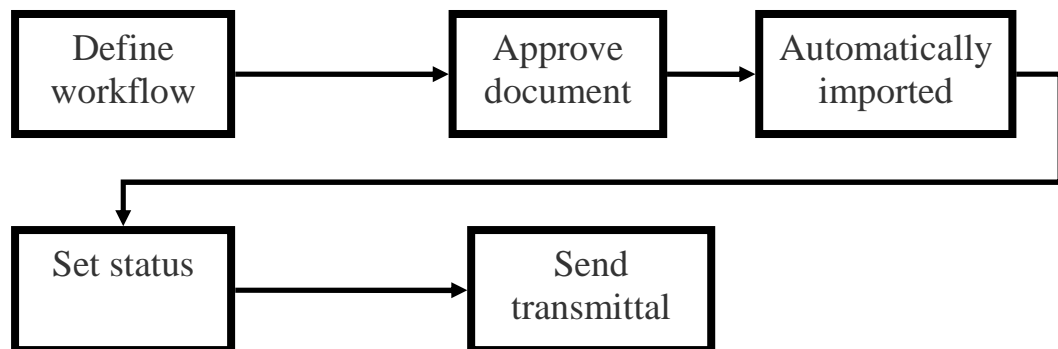 Define
workflow
Approve
document
Automatically
imported
Set status
Send
transmittal